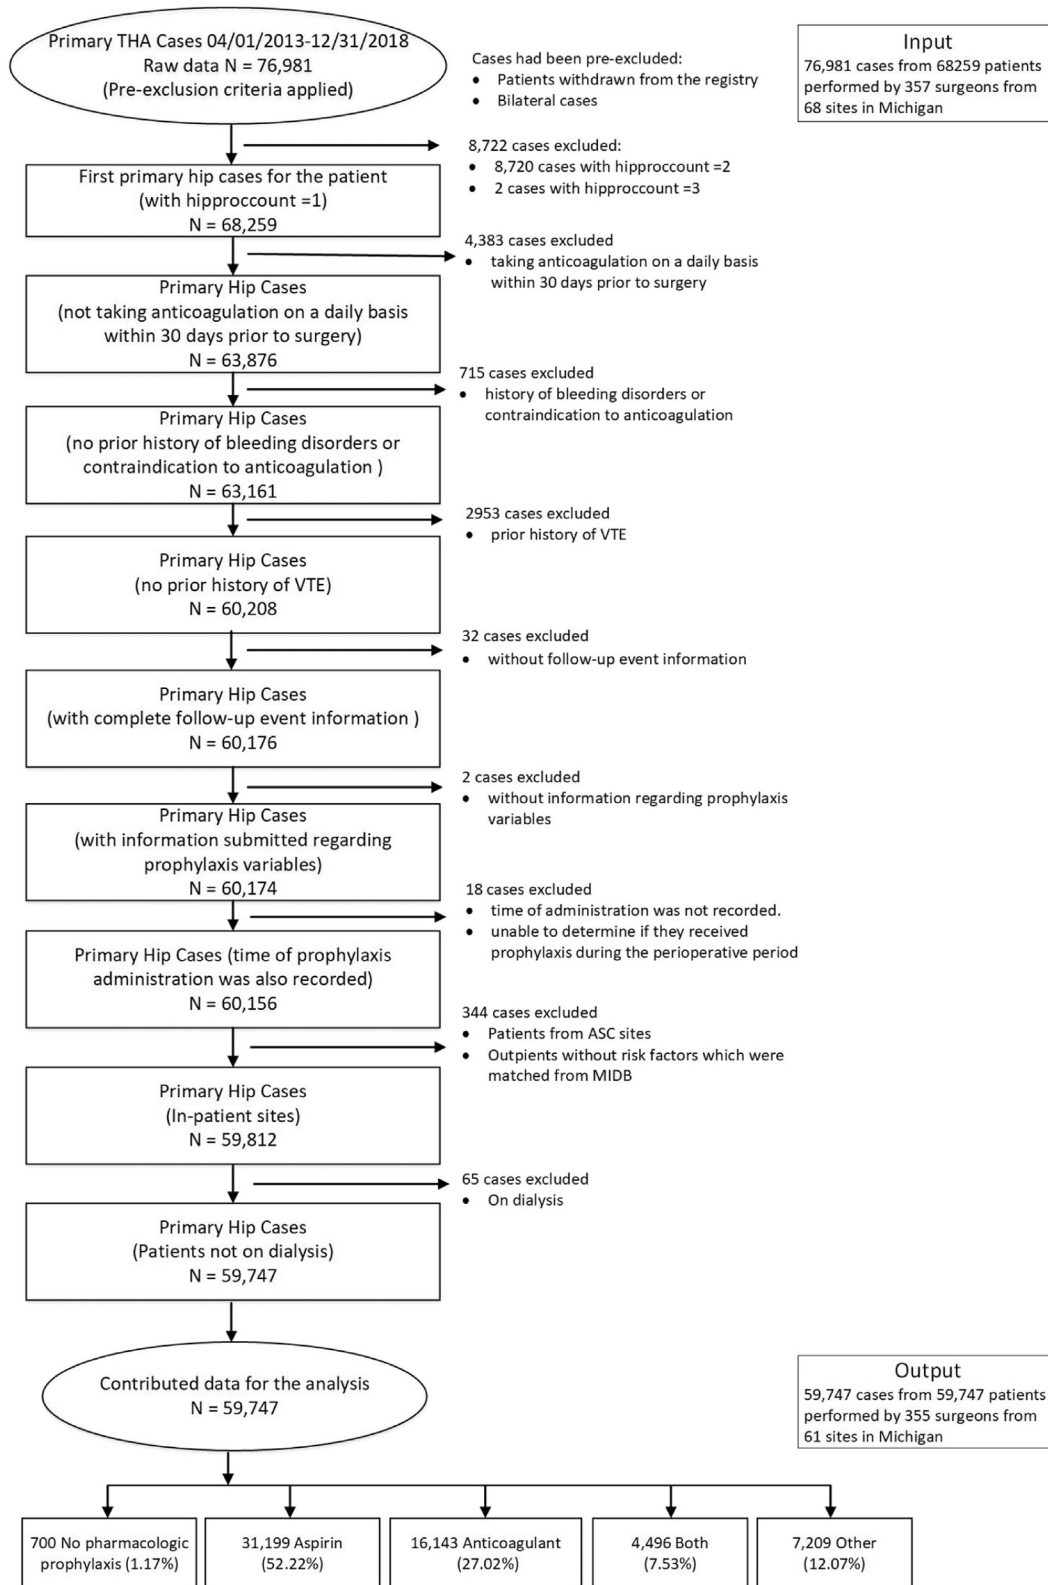 Primary THA Cases 04/01/2013-12/31/2018
Raw data N = 76,981
(Pre-exclusion criteria applied)
Cases had been pre-excluded:
• Patients withdrawn from the registry
• Bilateral cases
Input
76,981 cases from 68259 patients
performed by 357 surgeons from
68 sites in Michigan
8,722 cases excluded:
• 8,720 cases with hipproccount =2
• 2 cases with hipproccount =3
First primary hip cases for the patient
(with hipproccount =1)
N = 68,259
4,383 cases excluded
• taking anticoagulation on a daily basis
within 30 days prior to surgery
Primary Hip Cases
(not taking anticoagulation on a daily basis
within 30 days prior to surgery)
N = 63,876
715 cases excluded
• history of bleeding disorders or
contraindication to anticoagulation
Primary Hip Cases
(no prior history of bleeding disorders or
contraindication to anticoagulation )
N = 63,161
2953 cases excluded
• prior history of VTE
Primary Hip Cases
(no prior history of VTE)
N = 60,208
32 cases excluded
• without follow-up event information
Primary Hip Cases
(with complete follow-up event information )
N = 60,176
2 cases excluded
• without information regarding prophylaxis
variables
Primary Hip Cases
(with information submitted regarding
prophylaxis variables)
N = 60,174
18 cases excluded
• time of administration was not recorded.
• unable to determine if they received
prophylaxis during the perioperative period
Primary Hip Cases (time of prophylaxis
administration was also recorded)
N = 60,156
344 cases excluded
• Patients from ASC sites
• Outpients without risk factors which were
matched from MIDB
Primary Hip Cases
(In-patient sites)
N = 59,812
65 cases excluded
• On dialysis
Primary Hip Cases
(Patients not on dialysis)
N = 59,747
Contributed data for the analysis
N = 59,747
Output
59,747 cases from 59,747 patients
performed by 355 surgeons from
61 sites in Michigan
700 No pharmacologic
prophylaxis (1.17%)
31,199 Aspirin
(52.22%)
16,143 Anticoagulant
(27.02%)
4,496 Both
(7.53%)
7,209 Other
(12.07%)